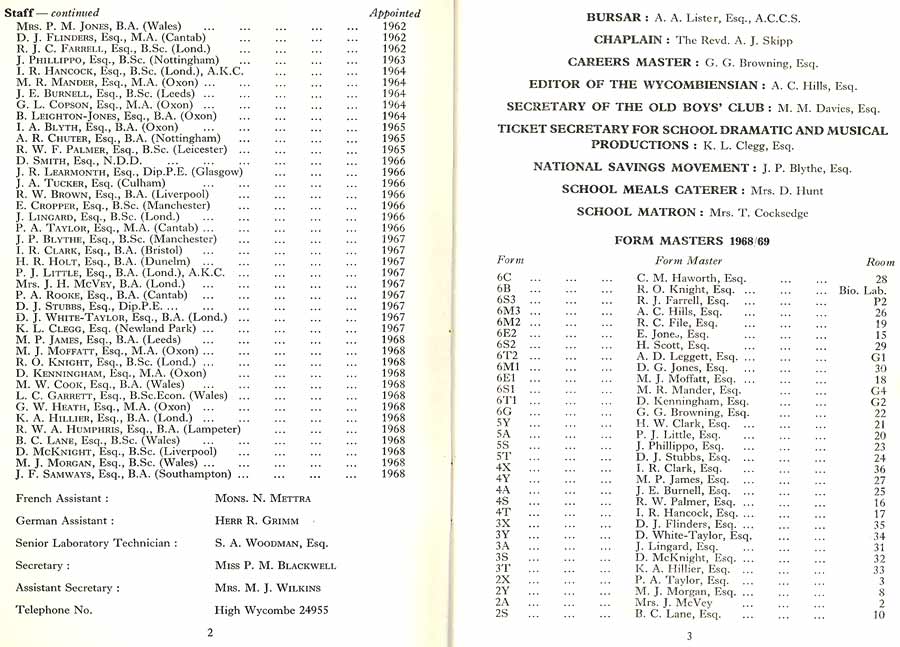 Staff — continued Appointed
Mrs. P. M. Jones, B.A. (Wales) ... ... ... ... 1962
D. J. Flinders, Esq., M.A. (Cantab) ... ... ... 1962
R. J. C. Farrell, Esq., B.Sc. (Lond.) ... ... ... 1962
J. Phillippo, Esq., B.Sc. (Nottingham) ... ... ... 1963
I. R. Hancock, Esq., B.Sc. (Lond.), A.K.C. ... ... ... 1964
M. R. Mander, Esq., M.A. (Oxon) ... ... ... ... 1964
J. E. Burnell, Esq., B.Sc. (Leeds) ... ... ... ... 1964
G. L. Copson, Esq., M.A. (Oxon) ... ... ... ... 1964
B. Leighton-Jones, Esq., B.A. (Oxon) ... ... ... 1964
I. A. Blyth, Esq., B.A. (Oxon) ... ... ... ... 1965
A. R. Chuter, Esq., B.A. (Nottingham) ... ... ... 1965
R. W. F. Palmer, Esq., B.Sc. (Leicester) ... ... ... 1965
D. Smith, Esq., N.D.D. ... ... ... ... ... 1966
J. R. Learmonth, Esq., Dip.P.E. (Glasgow) ... ... ... 1966
J. A. Tucker, Esq. (Culham) ... ... ... ... 1966
R. W. Brown, Esq., B.A. (Liverpool) ... ... ... 1966
E. Cropper, Esq., B.Sc. (Manchester) ... ... ... 1966
J. Lingard, Esq., B.Sc. (Lond.) ... ... ... ... 1966
P. A. Taylor, Esq., M.A. (Cantab) ... ... ... ... 1966
J. P. Blythe, Esq., B.Sc. (Manchester) ... ... ... 1967
I. R. Clark, Esq., B.A. (Bristol) ... ... ... ... 1967
H. R. Holt, Esq., B.A. (Dunelm) ... ... ... ... 1967
P. J. Little, Esq., B.A. (Lond.), A.K.C. ... ... ... 1967
Mrs. J. H. McVey, B.A. (Lond.) ... ... ... ... 1967
P. A. Rooke, Esq., B.A. (Cantab) ... ... ... ... 1967
D. J. Stubbs, Esq., Dip.P.E. ... ... ... ... ... 1967
D. J. White-Taylor, Esq., B.A. (Lond.) ... ... ... 1967
K. L. Clegg, Esq. (Newland Park) ... ... ... ... 1967
M. P. James, Esq., B.A. (Leeds) ... ... ... ... 1968
M. J. Moffatt, Esq., M.A. (Oxon) ... ... ... ... 1968
R. O. Knight, Esq., B.Sc. (Lond.) ... ... ... ... 1968
D. Kenningham, Esq., M.A. (Oxon) ... ... ... 1968
M. W. Cook, Esq., B.A. (Wales) ... ... ... ... 1968
L. C. Garrett, Esq., B.Sc.Econ. (Wales) ... ... ... 1968
G. W. Heath, Esq., M.A. (Oxon) ... ... ... ... 1968
K. A. Hillier, Esq., B.A. (Lond.) ... ... ... ... 1968
R. W. A. Humphris, Esq., B.A. (Lampeter) ... ... ... 1968
B. C. Lane, Esq., B.Sc. (Wales) ... ... ... ... 1968
D. McKnight, Esq., B.Sc. (Liverpool) ... ... ... 1968
M. J. Morgan, Esq., B.Sc. (Wales) ... ... ... ... 1968
J. F. Samways, Esq., B.A. (Southampton) ... ... ... 1968
French Assistant : Mons. N. Mettra
German Assistant : Herr R. Grimm
Senior Laboratory Technician : S. A. Woodman, Esq.
Secretary : Miss P. M. Blackwell
Assistant Secretary : Mrs. M. J. Wilkins
Telephone No. High Wycombe 24955
2
BURSAR : A. A. Lister, Esq., A.C.C.S.
CHAPLAIN : The Revd. A. J. Skipp
CAREERS MASTER : G. G. Browning, Esq.
EDITOR OF THE WYCOMBIENSIAN : A. C. Hills, Esq.
SECRETARY OF THE OLD BOYS' CLUB : M. M. Davies, Esq.
TICKET SECRETARY FOR SCHOOL DRAMATIC AND MUSICAL
PRODUCTIONS : K. L. Clegg, Esq.
NATIONAL SAVINGS MOVEMENT : J. P. Blythe, Esq.
SCHOOL MEALS CATERER : Mrs. D. Hunt
SCHOOL MATRON : Mrs. T. Cocksedge
FORM MASTERS 1968/69
Form Form Master Room
6C ... ... ... C. M. Haworth, Esq. ... ... 28
6B ... ... ... R. O. Knight, Esq. ... ... ... Bio. Lab.
6S3 ... ... ... R. J. Farrell, Esq. ... ... ... P2
6M3 ... ... ... A. C. Hills, Esq. ... ... ... 26
6M2 ... ... ... R. C. File, Esq. ... ... ... 19
6E2 ... ... ... E. Jones, Esq. ... ... ... 15
6S2 ... ... ... H. Scott, Esq. ... ... ... 29
6T2 ... ... ... A. D. Leggett, Esq. ... ... ... G1
6M1 ... ... ... D. G. Jones, Esq. ... ... ... 30
6E1 ... ... ... M. J. Moffatt, Esq. ... ... ... 18
6S1 ... ... ... M. R. Mander, Esq. ... ... ... G4
6T1 ... ... ... D. Kenningham, Esq. ... ... G2
6G ... ... ... G. G. Browning, Esq. ... ... 22
5Y ... ... ... H. W. Clark, Esq. ... ... ... 21
5A ... ... ... P. J. Little, Esq. ... ... ... 20
5S ... ... ... J. Phillippo, Esq. ... ... ... 23
5T ... ... ... D. J. Stubbs, Esq. ... ... ... 24
4X ... ... ... I. R. Clark, Esq. ... ... ... 36
4Y ... ... ... M. P. James, Esq. ... ... ... 27
4A ... ... ... J. E. Burnell, Esq. ... ... ... 25
4S ... ... ... R. W. Palmer, Esq. ... ... ... 16
4T ... ... ... I. R. Hancock, Esq. ... ... ... 17
3X ... ... ... D. J. Flinders, Esq. ... ... ... 35
3Y ... ... ... D. White-Taylor, Esq. ... ... 34
3A ... ... ... J. Lingard, Esq. ... ... ... 31
3S ... ... ... D. McKnight, Esq. ... ... ... 32
3T ... ... ... K. A. Hillier, Esq. ... ... ... 33
2X ... ... ... P. A. Taylor, Esq. ... ... ... 3
2Y ... ... ... M. J. Morgan, Esq. ... ... ... 8
2A ... ... ... Mrs. J. McVey ... ... ... 2
2S ... ... ... B. C. Lane, Esq. ... ... ... 10
3